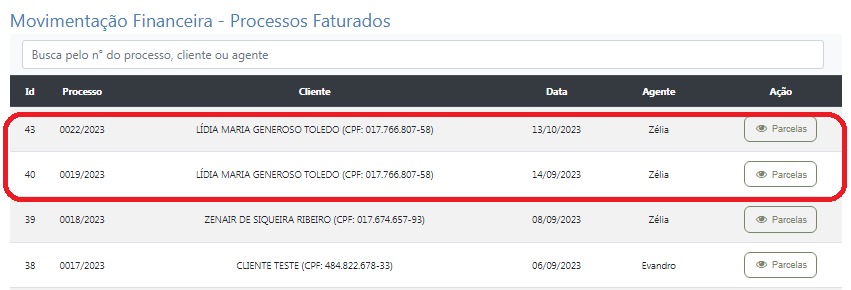 Movimentação Financeira - Processos Faturados
Busca pelo n° do processo, cliente ou agente
Id Processo Cliente Data Agente Ação
43 0022/2023 LÍDIA MARIA GENEROSO TOLEDO (CPF: 017.766.807-58) 13/10/2023 Zélia Parcelas
40 0019/2023 LÍDIA MARIA GENEROSO TOLEDO (CPF: 017.766.807-58) 14/09/2023 Zélia Parcelas
39 0018/2023 ZENAIR DE SIQUEIRA RIBEIRO (CPF: 017.674.657-93) 08/09/2023 Zélia Parcelas
38 0017/2023 CLIENTE TESTE (CPF: 484.822.678-33) 06/09/2023 Evandro Parcelas